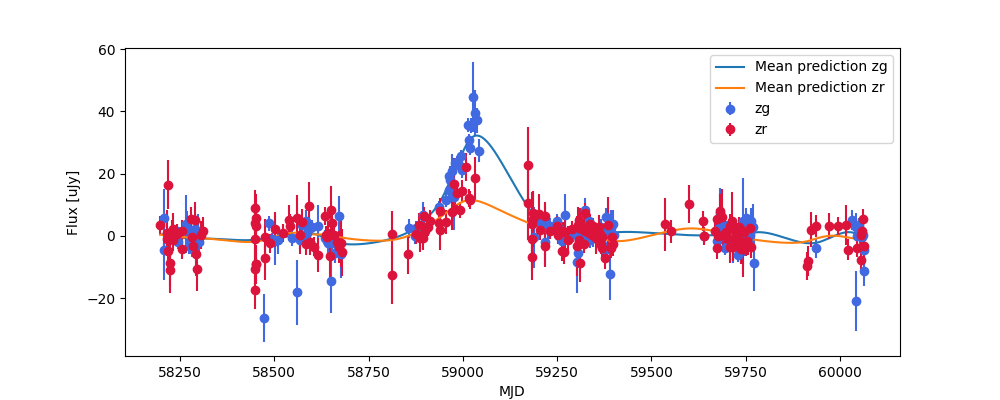 60
40
20
0
−20
Flux [uJy]
58250
58500
58750
59000
59250
59500
59750
60000
MJD
Mean prediction zg
Mean prediction zr
zg
zr